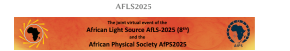 AFLS2025
The joint virtual event of the
African Light Source AfLS-2025 (8th)
and the
African Physical Society AfPS2025